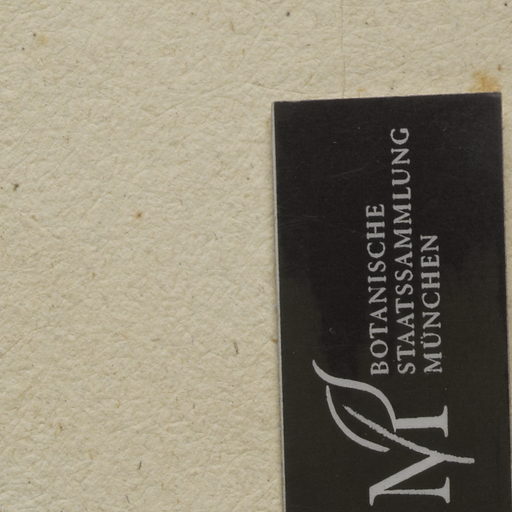 BOTANISCHE
STAATSSAMMLUNG
MÜNCHEN
M